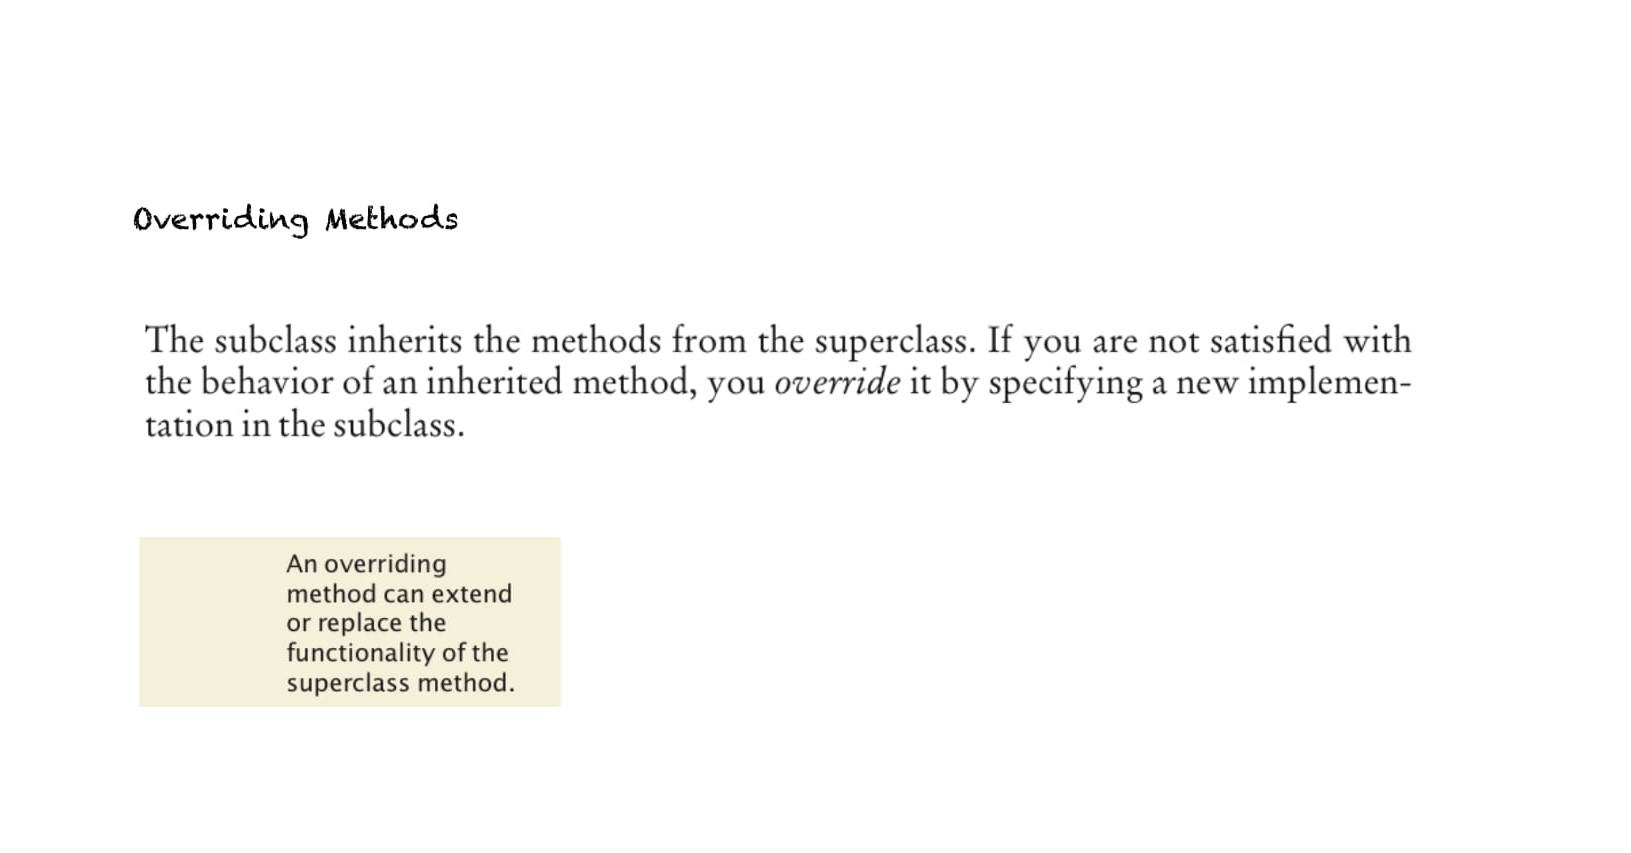 Overriding Methods
The subclass inherits the methods from the superclass. If you are not satisfied with
the behavior of an inherited method, you override it by specifying a new implemen-
tation in the subclass.
An overriding
method can extend
or replace the
functionality of the
superclass method.